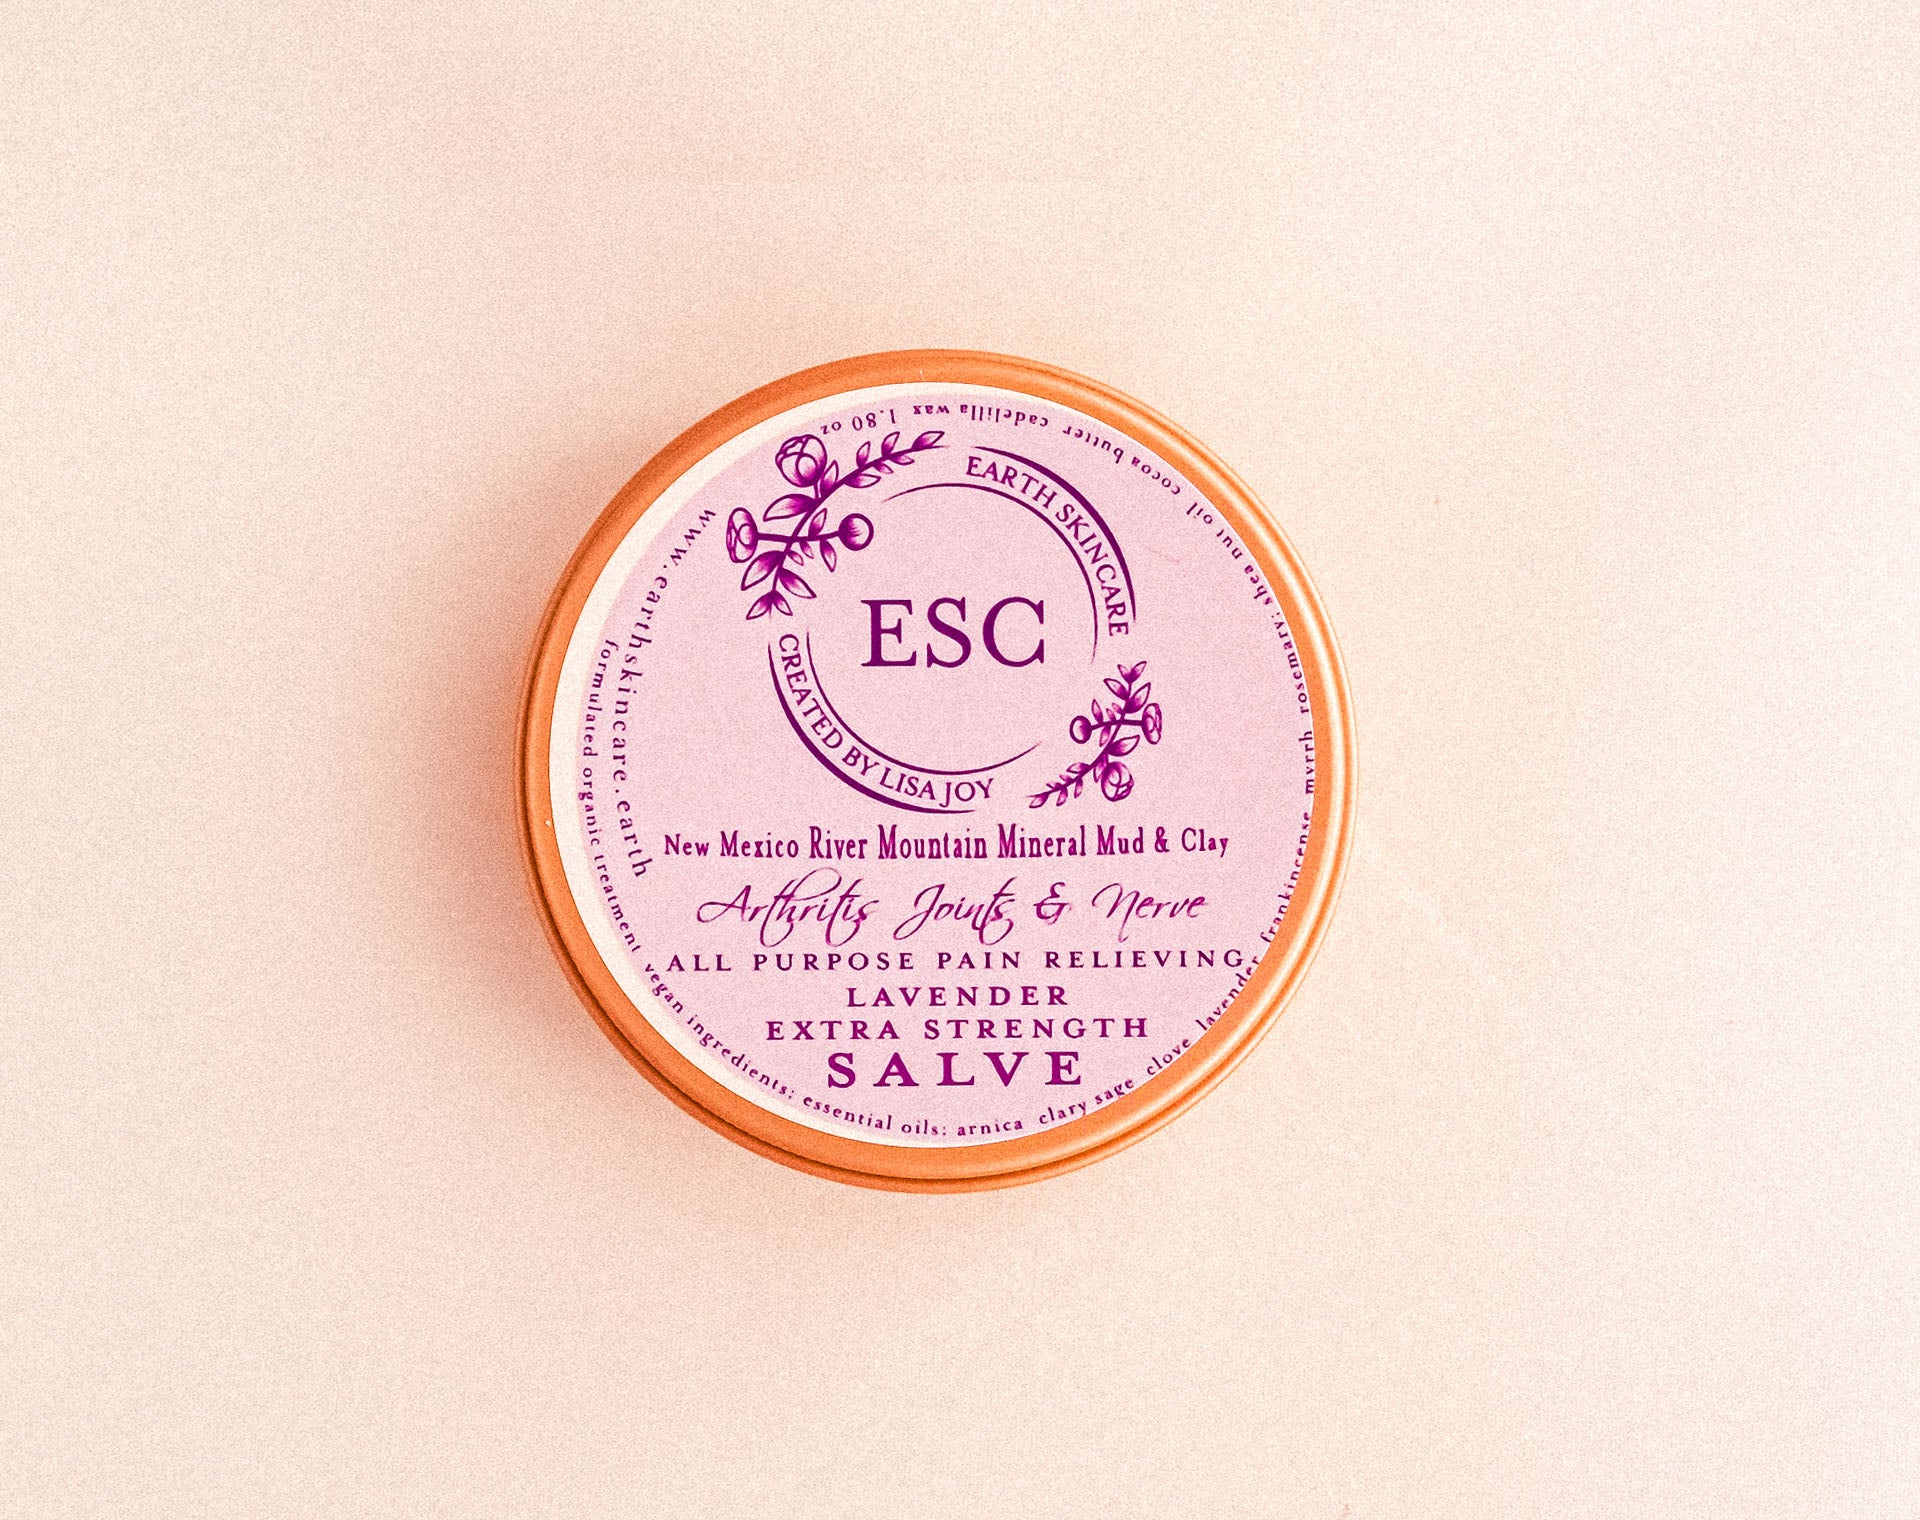 EARTH SKINCARE
ESC
CREATED BY LISA JOY
New Mexico River Mountain Mineral Mud & Clay
Arthritis Joints & Nerve
ALL PURPOSE PAIN RELIEVING
LAVENDER
EXTRA STRENGTH
SALVE
www.earthskincare.earth
formulated organic treatment vegan ingredients; essential oils: arnica clary sage clove lavender frankincense myrrh rosemary: shea nut oil cocoa butter cadelilla wax 1.80 oz